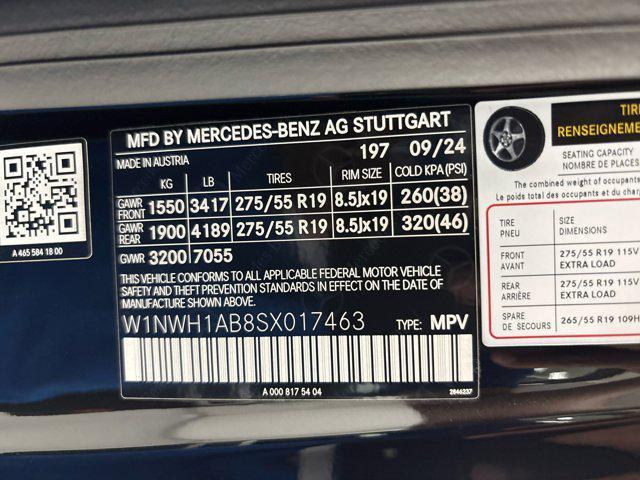 MFD BY MERCEDES-BENZ AG STUTTGART
MADE IN AUSTRIA 197 09/24
KG LB TIRES RIM SIZE COLD KPA(PSI)
GAWR FRONT 1550 3417 275/55 R19 8.5Jx19 260(38)
GAWR REAR 1900 4189 275/55 R19 8.5Jx19 320(46)
GVWR 3200 7055
THIS VEHICLE CONFORMS TO ALL APPLICABLE FEDERAL MOTOR VEHICLE
SAFETY AND THEFT PREVENTION STANDARDS IN EFFECT ON THE DATE
OF MANUFACTURE SHOWN ABOVE.
W1NWH1AB8SX017463 TYPE: MPV
A 000 817 54 04
2846237
A 465 584 18 00
TIRE
RENSEIGNEME
SEATING CAPACITY
NOMBRE DE PLACES
The combined weight of occupants
Le poids total des occupants et du cha
TIRE PNEU SIZE DIMENSIONS
FRONT AVANT 275/55 R19 115V EXTRA LOAD
REAR ARRIÈRE 275/55 R19 115V EXTRA LOAD
SPARE DE SECOURS 265/55 R19 109H